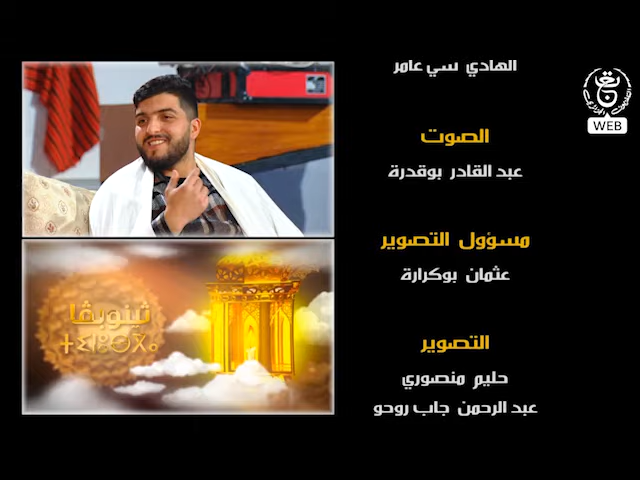 الهادي سي عامر
WEB
الصوت
عبد القادر بوقدرة
مسؤول التصوير
عثمان بوكرارة
التصوير
حليم منصوري
عبد الرحمن جاب روحو
ثينوبڤا